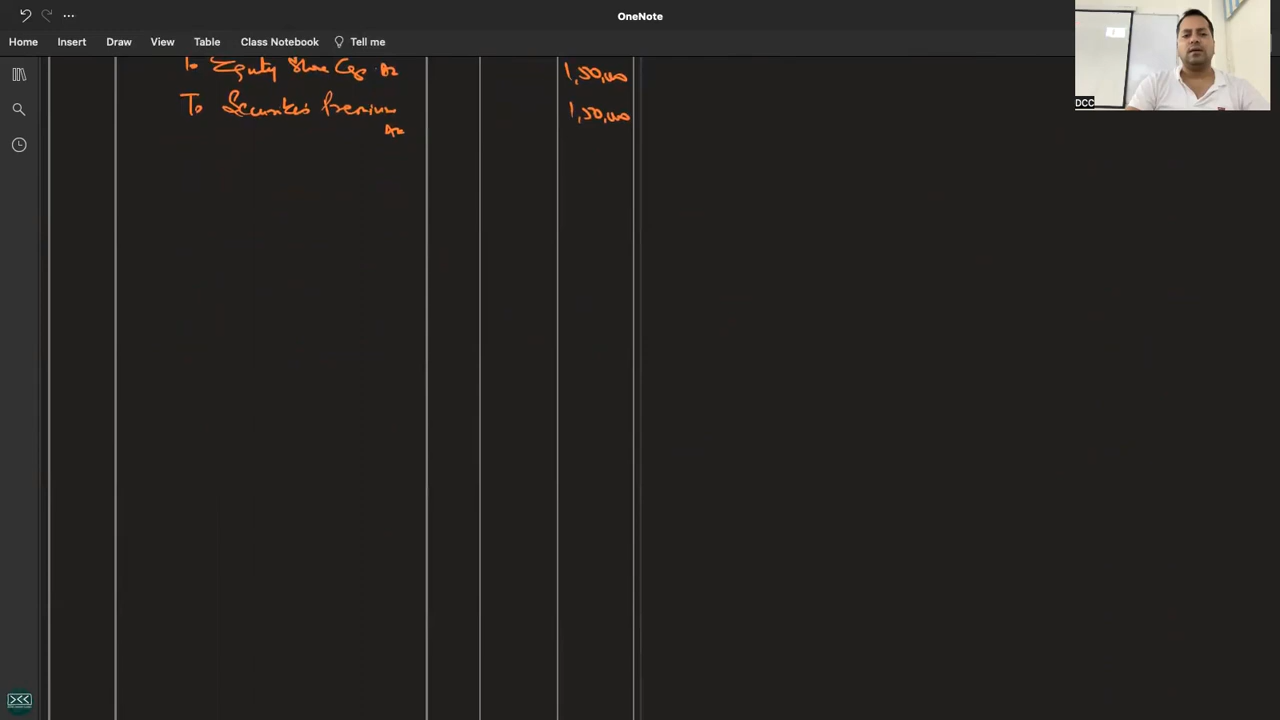 OneNote
Home Insert Draw View Table Class Notebook Tell me
To Equity Share Cap. A/c 1,50,000
To Securities Premium 1,50,000
A/c
DCC